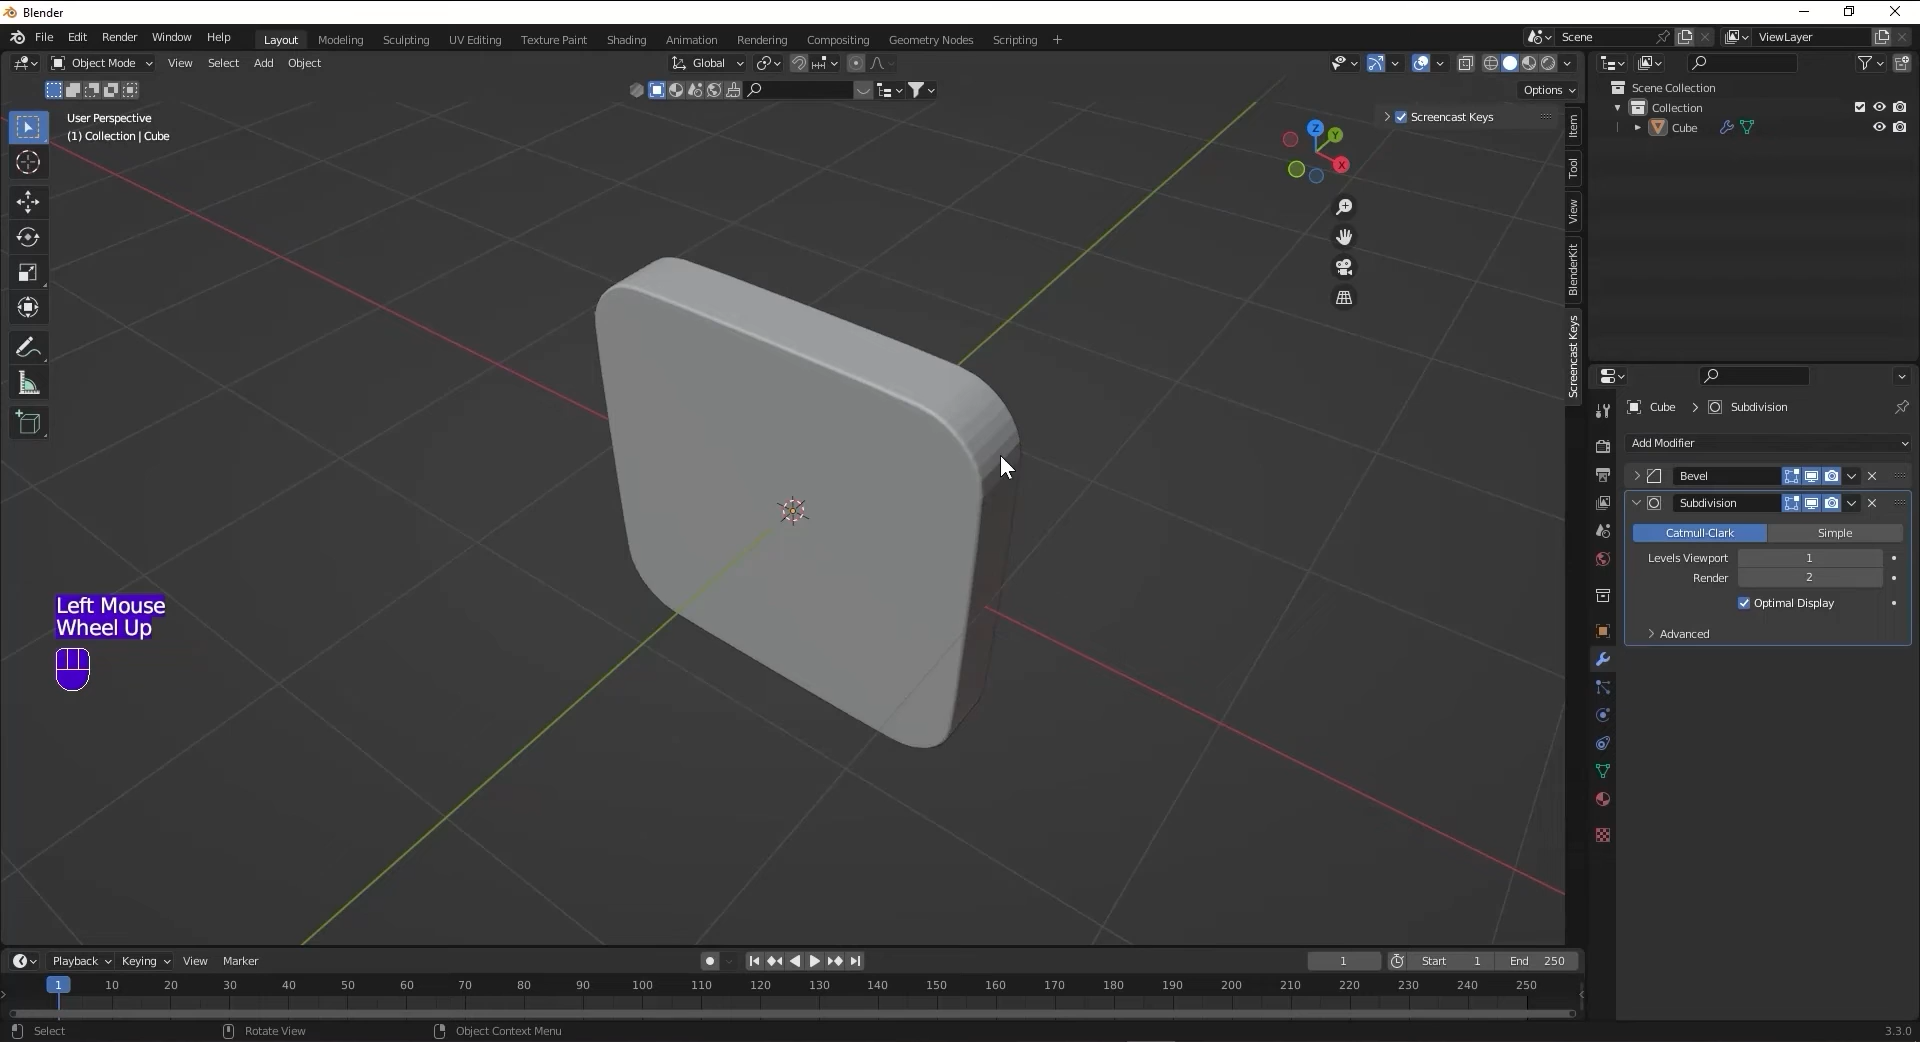 Blender
File Edit Render Window Help
Layout Modeling Sculpting UV Editing Texture Paint Shading Animation Rendering Compositing Geometry Nodes Scripting +
Scene
ViewLayer
Object Mode View Select Add Object
Global
Options
User Perspective
(1) Collection | Cube
Screencast Keys
Z
Y
X
Item
Tool
View
BlenderKit
Screencast Keys
Scene Collection
Collection
Cube
Cube > Subdivision
Add Modifier
Bevel
Subdivision
Catmull-Clark Simple
Levels Viewport 1
Render 2
Optimal Display
Advanced
Left Mouse
Wheel Up
Playback Keying View Marker
1 Start 1 End 250
1 10 20 30 40 50 60 70 80 90 100 110 120 130 140 150 160 170 180 190 200 210 220 230 240 250
Select Rotate View Object Context Menu
3.3.0